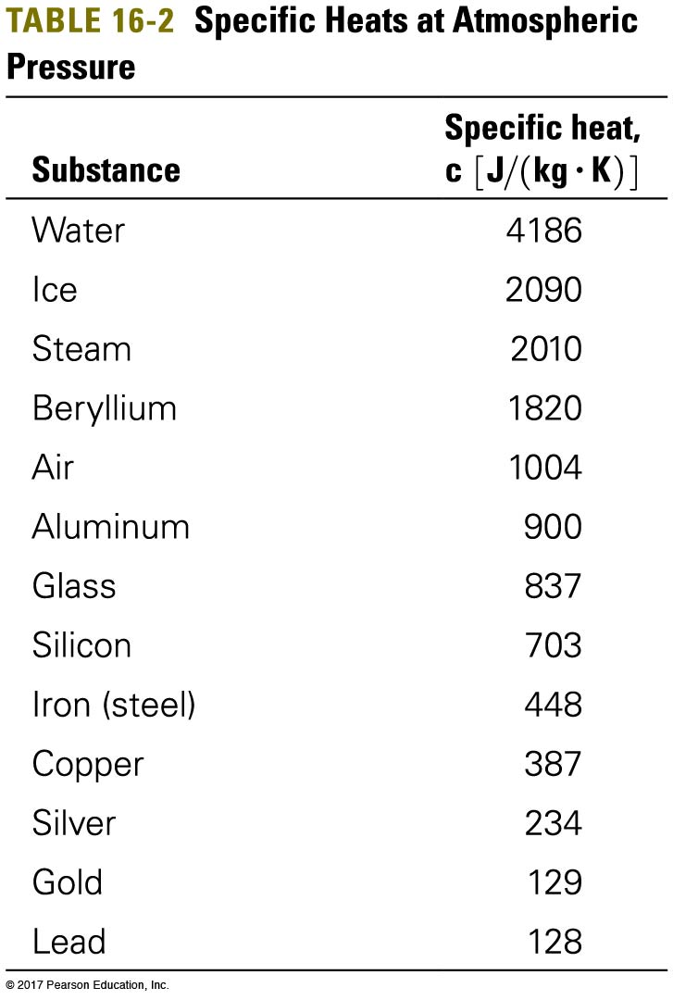 TABLE 16-2 Specific Heats at Atmospheric
Pressure
Substance Specific heat, c [J/(kg · K)]
Water 4186
Ice 2090
Steam 2010
Beryllium 1820
Air 1004
Aluminum 900
Glass 837
Silicon 703
Iron (steel) 448
Copper 387
Silver 234
Gold 129
Lead 128
© 2017 Pearson Education, Inc.